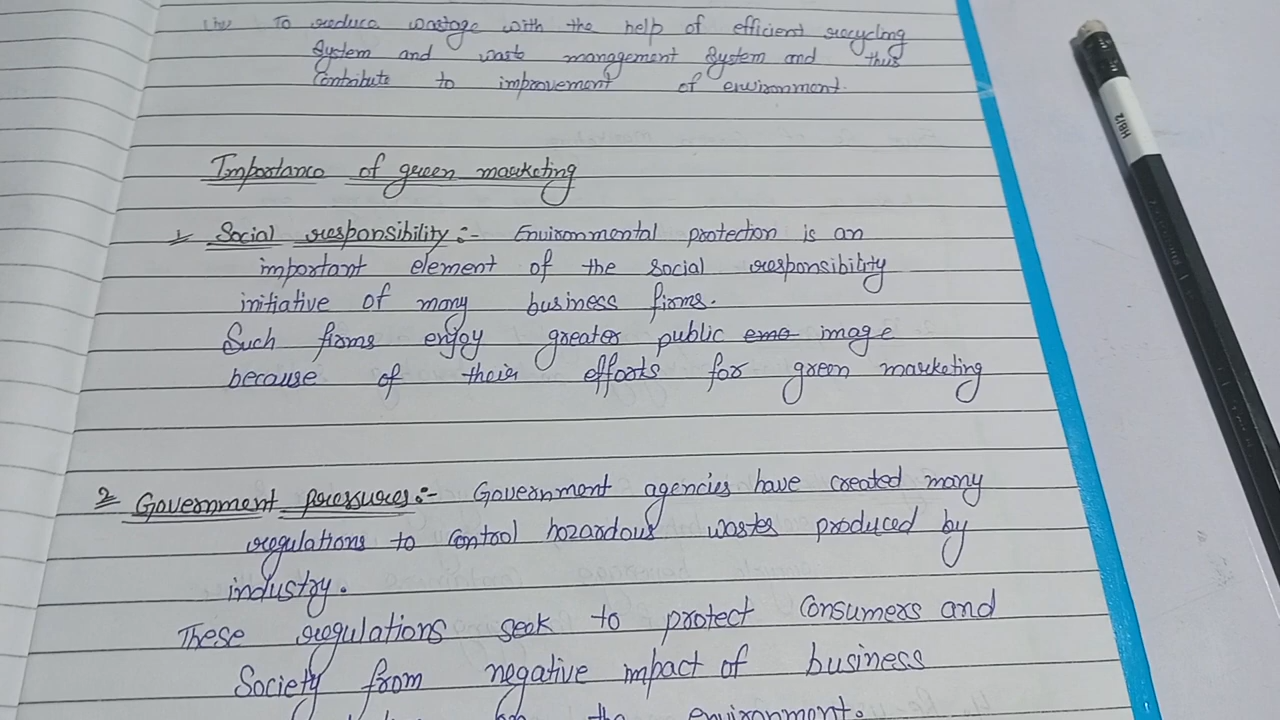 To reduce wastage with the help of efficient recycling
System and waste management System and thus
Contribute to improvement of environment.
Importance of green marketing
1 Social responsibility :- Environmental protection is an
important element of the social responsibility
initiative of many business firms.
Such firms enjoy greater public image
because of their efforts for green marketing
2 Government pressures :- Government agencies have created many
regulations to control hazardous wastes produced by
industry.
These regulations seek to protect Consumers and
Society from negative impact of business
the environment.
HB/2